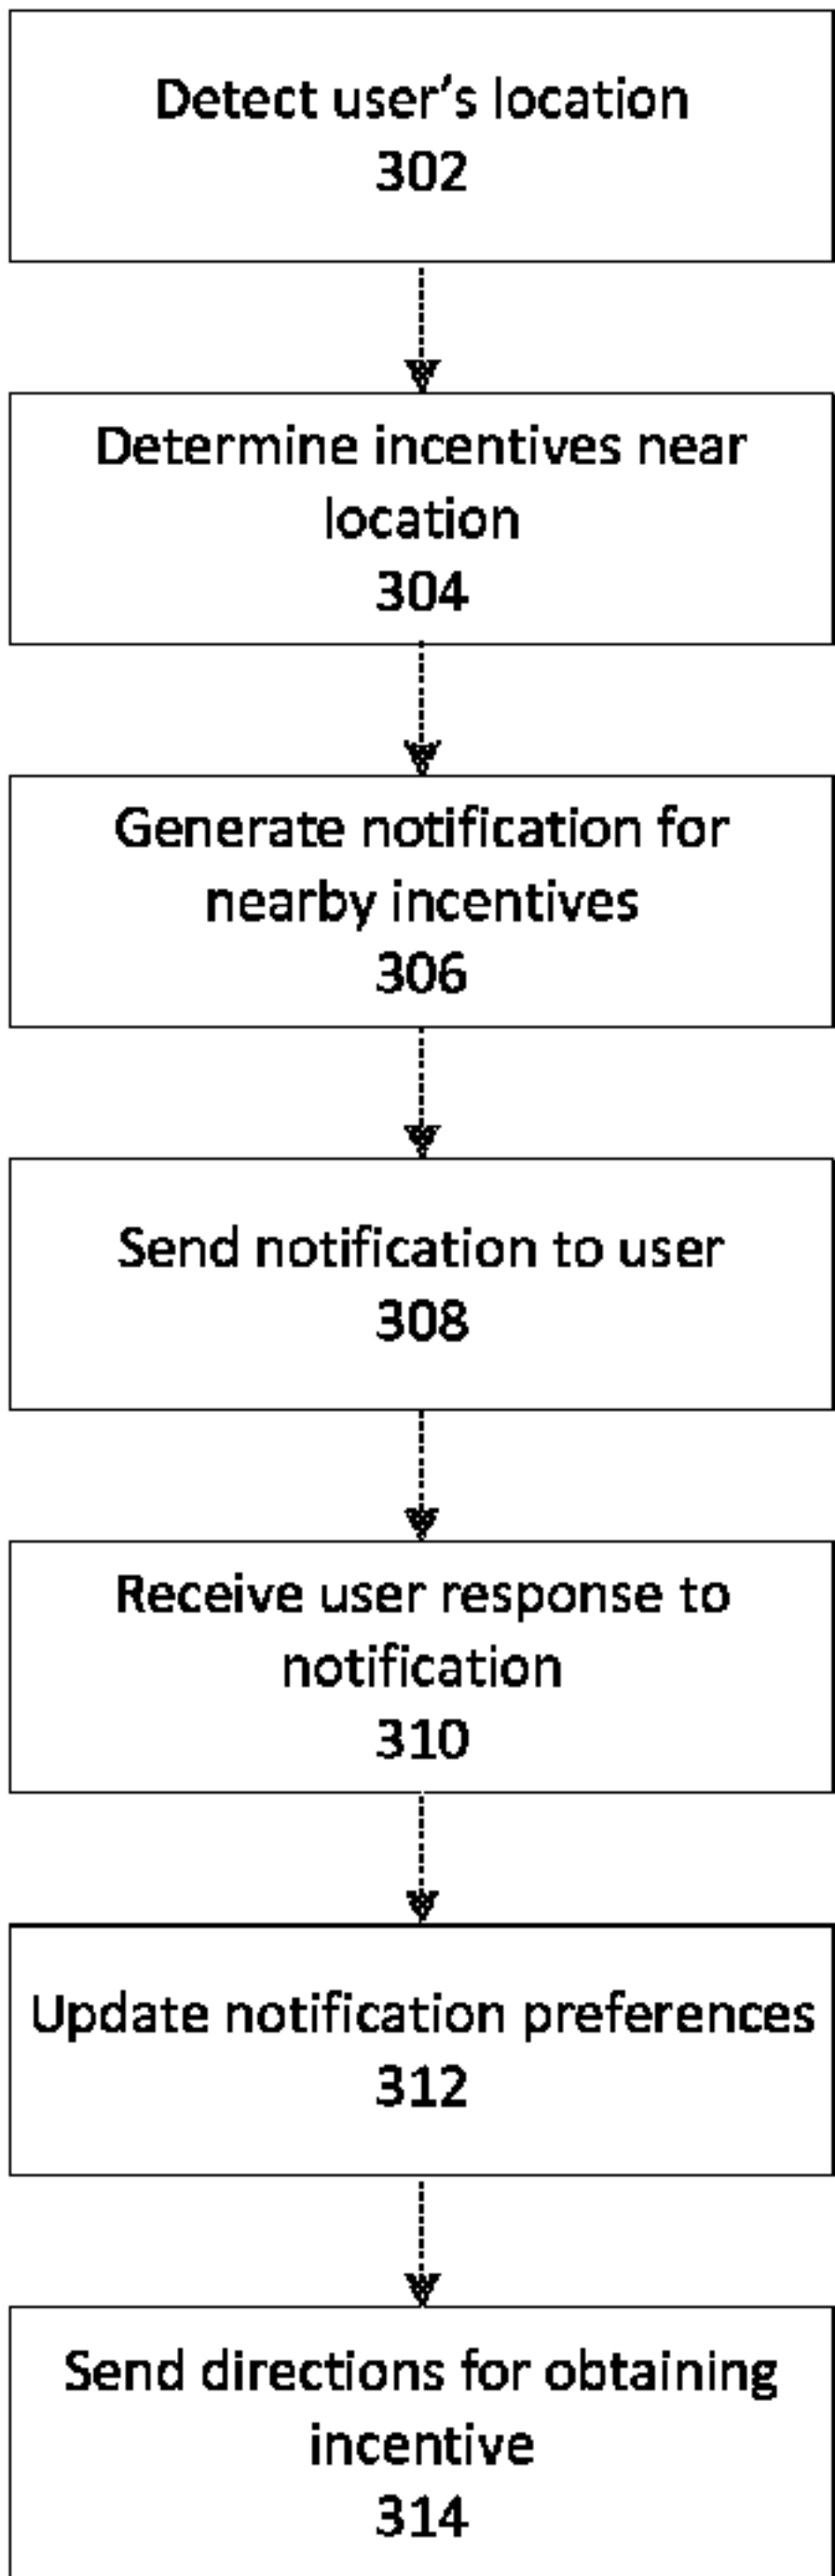 Detect user's location
302
Determine incentives near
location
304
Generate notification for
nearby incentives
306
Send notification to user
308
Receive user response to
notification
310
Update notification preferences
312
Send directions for obtaining
incentive
314